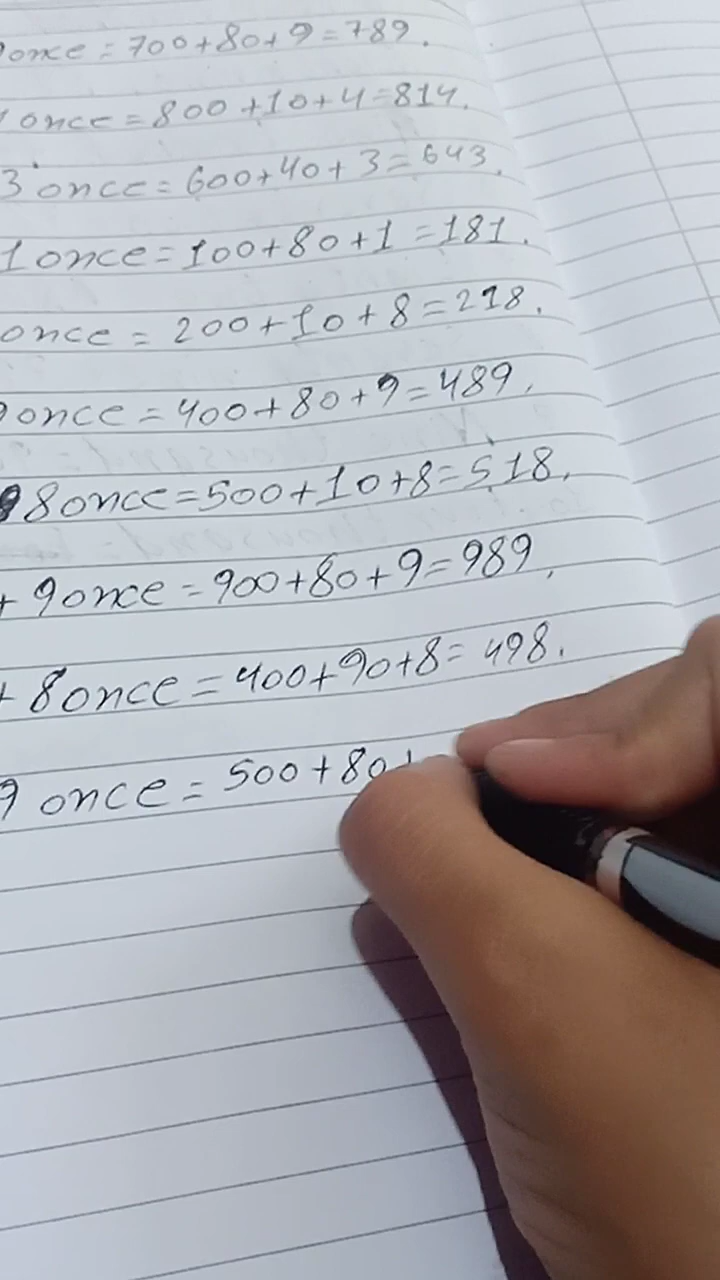 9 once = 700+80+9=789.
once = 800+10+4=814.
3 once = 600+40+3=643.
1 once = 100+80+1=181.
once = 200+10+8=218.
9 once = 400+80+9=489.
8 once = 500+10+8=518.
+ 9 once = 900+80+9=989.
+ 8 once = 400+90+8= 498.
9 once = 500+80+